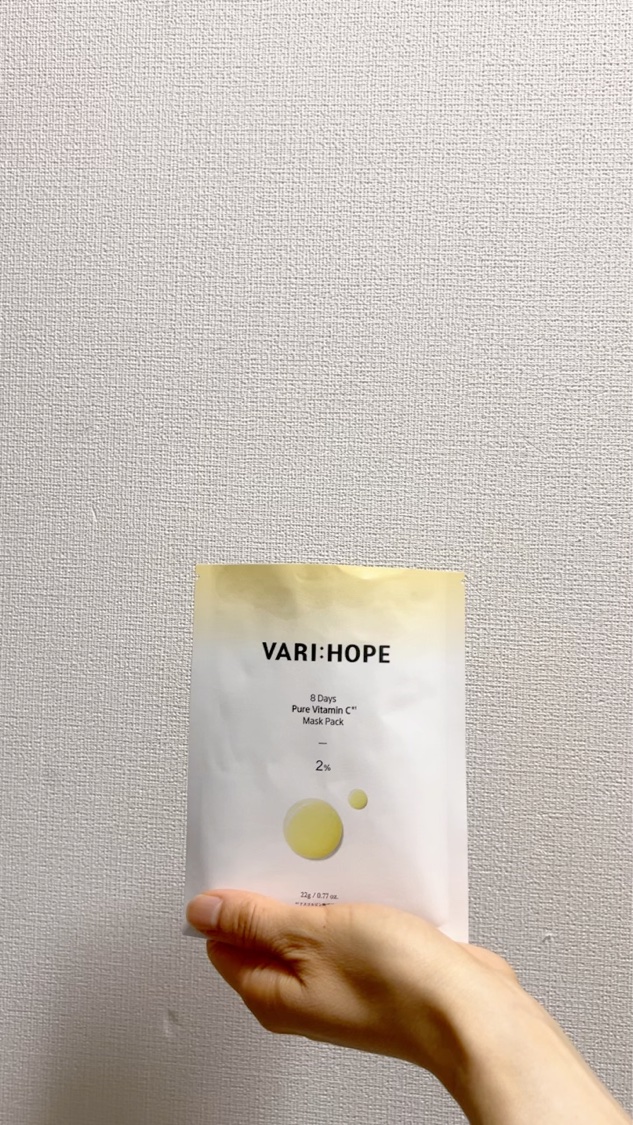 VARI:HOPE
8 Days
Pure Vitamin C*¹
Mask Pack
2%
22g / 0.77 oz.